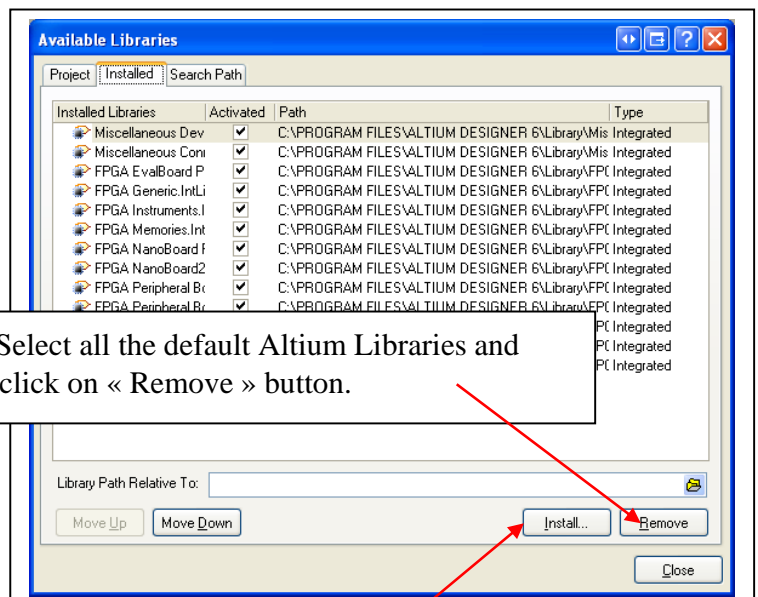 Available Libraries
Project Installed Search Path
Installed Libraries Activated Path Type
Miscellaneous Dev C:\PROGRAM FILES\ALTIUM DESIGNER 6\Library\Mis Integrated
Miscellaneous Con C:\PROGRAM FILES\ALTIUM DESIGNER 6\Library\Mis Integrated
FPGA EvalBoard P C:\PROGRAM FILES\ALTIUM DESIGNER 6\Library\FP Integrated
FPGA Generic.IntLi C:\PROGRAM FILES\ALTIUM DESIGNER 6\Library\FP Integrated
FPGA Instruments.I C:\PROGRAM FILES\ALTIUM DESIGNER 6\Library\FP Integrated
FPGA Memories.Int C:\PROGRAM FILES\ALTIUM DESIGNER 6\Library\FP Integrated
FPGA NanoBoard C:\PROGRAM FILES\ALTIUM DESIGNER 6\Library\FP Integrated
FPGA NanoBoard2 C:\PROGRAM FILES\ALTIUM DESIGNER 6\Library\FP Integrated
FPGA Peripheral Bo C:\PROGRAM FILES\ALTIUM DESIGNER 6\Library\FP Integrated
FPGA Peripheral Bo C:\PROGRAM FILES\ALTIUM DESIGNER 6\Library\FP Integrated
Integrated
Integrated
Integrated
Select all the default Altium Libraries and
click on « Remove » button.
Library Path Relative To:
Move Up Move Down Install... Remove
Close